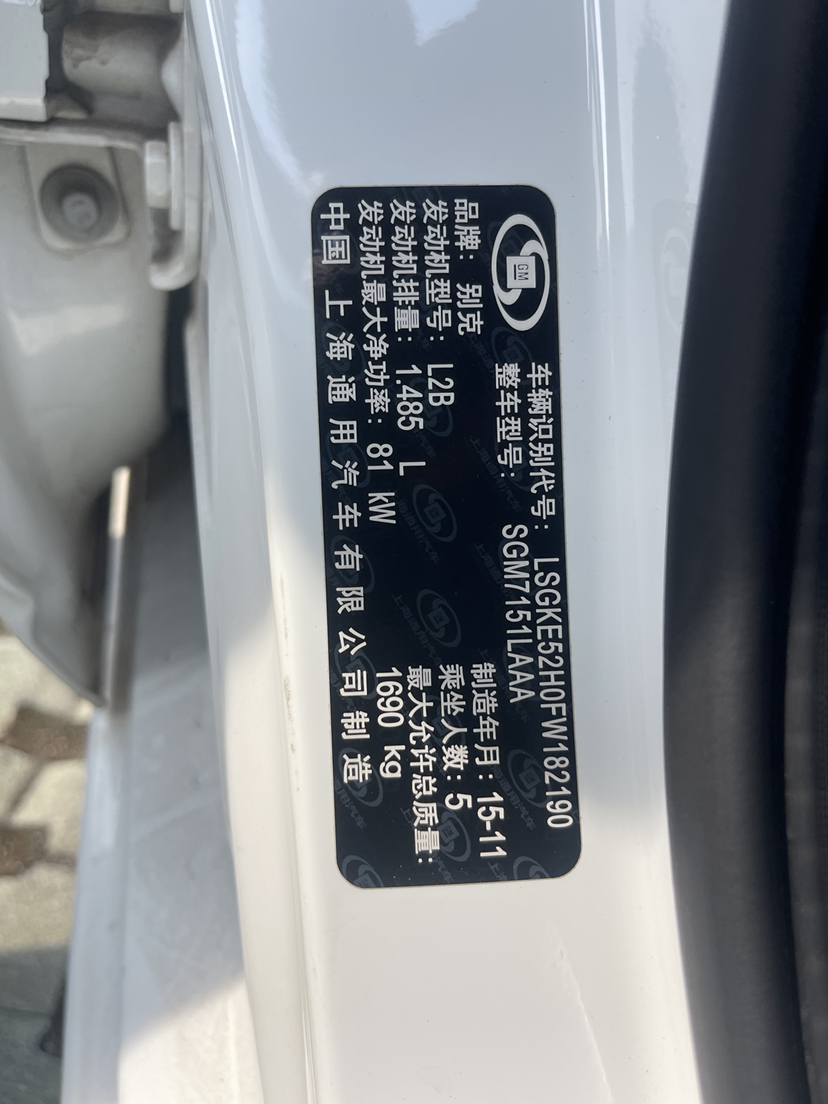 GM
车辆识别代号: LSGKE52H0FW182190
整车型号: SGM7151LAAA
品牌: 别克
制造年月: 15-11
发动机型号: L2B
乘坐人数: 5
发动机排量: 1.485 L
最大允许总质量:
发动机最大净功率: 81 kW
1690 kg
中国 上海通用汽车有限公司制造